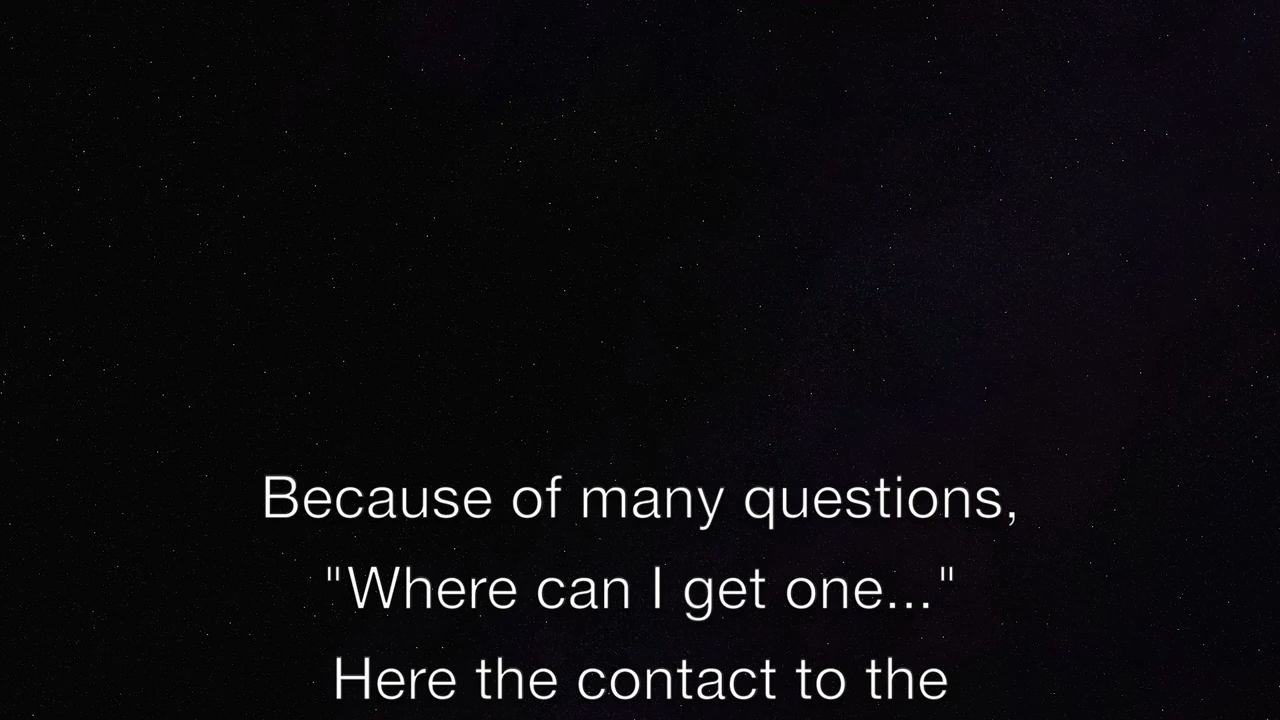 Because of many questions,
"Where can I get one..."
Here the contact to the